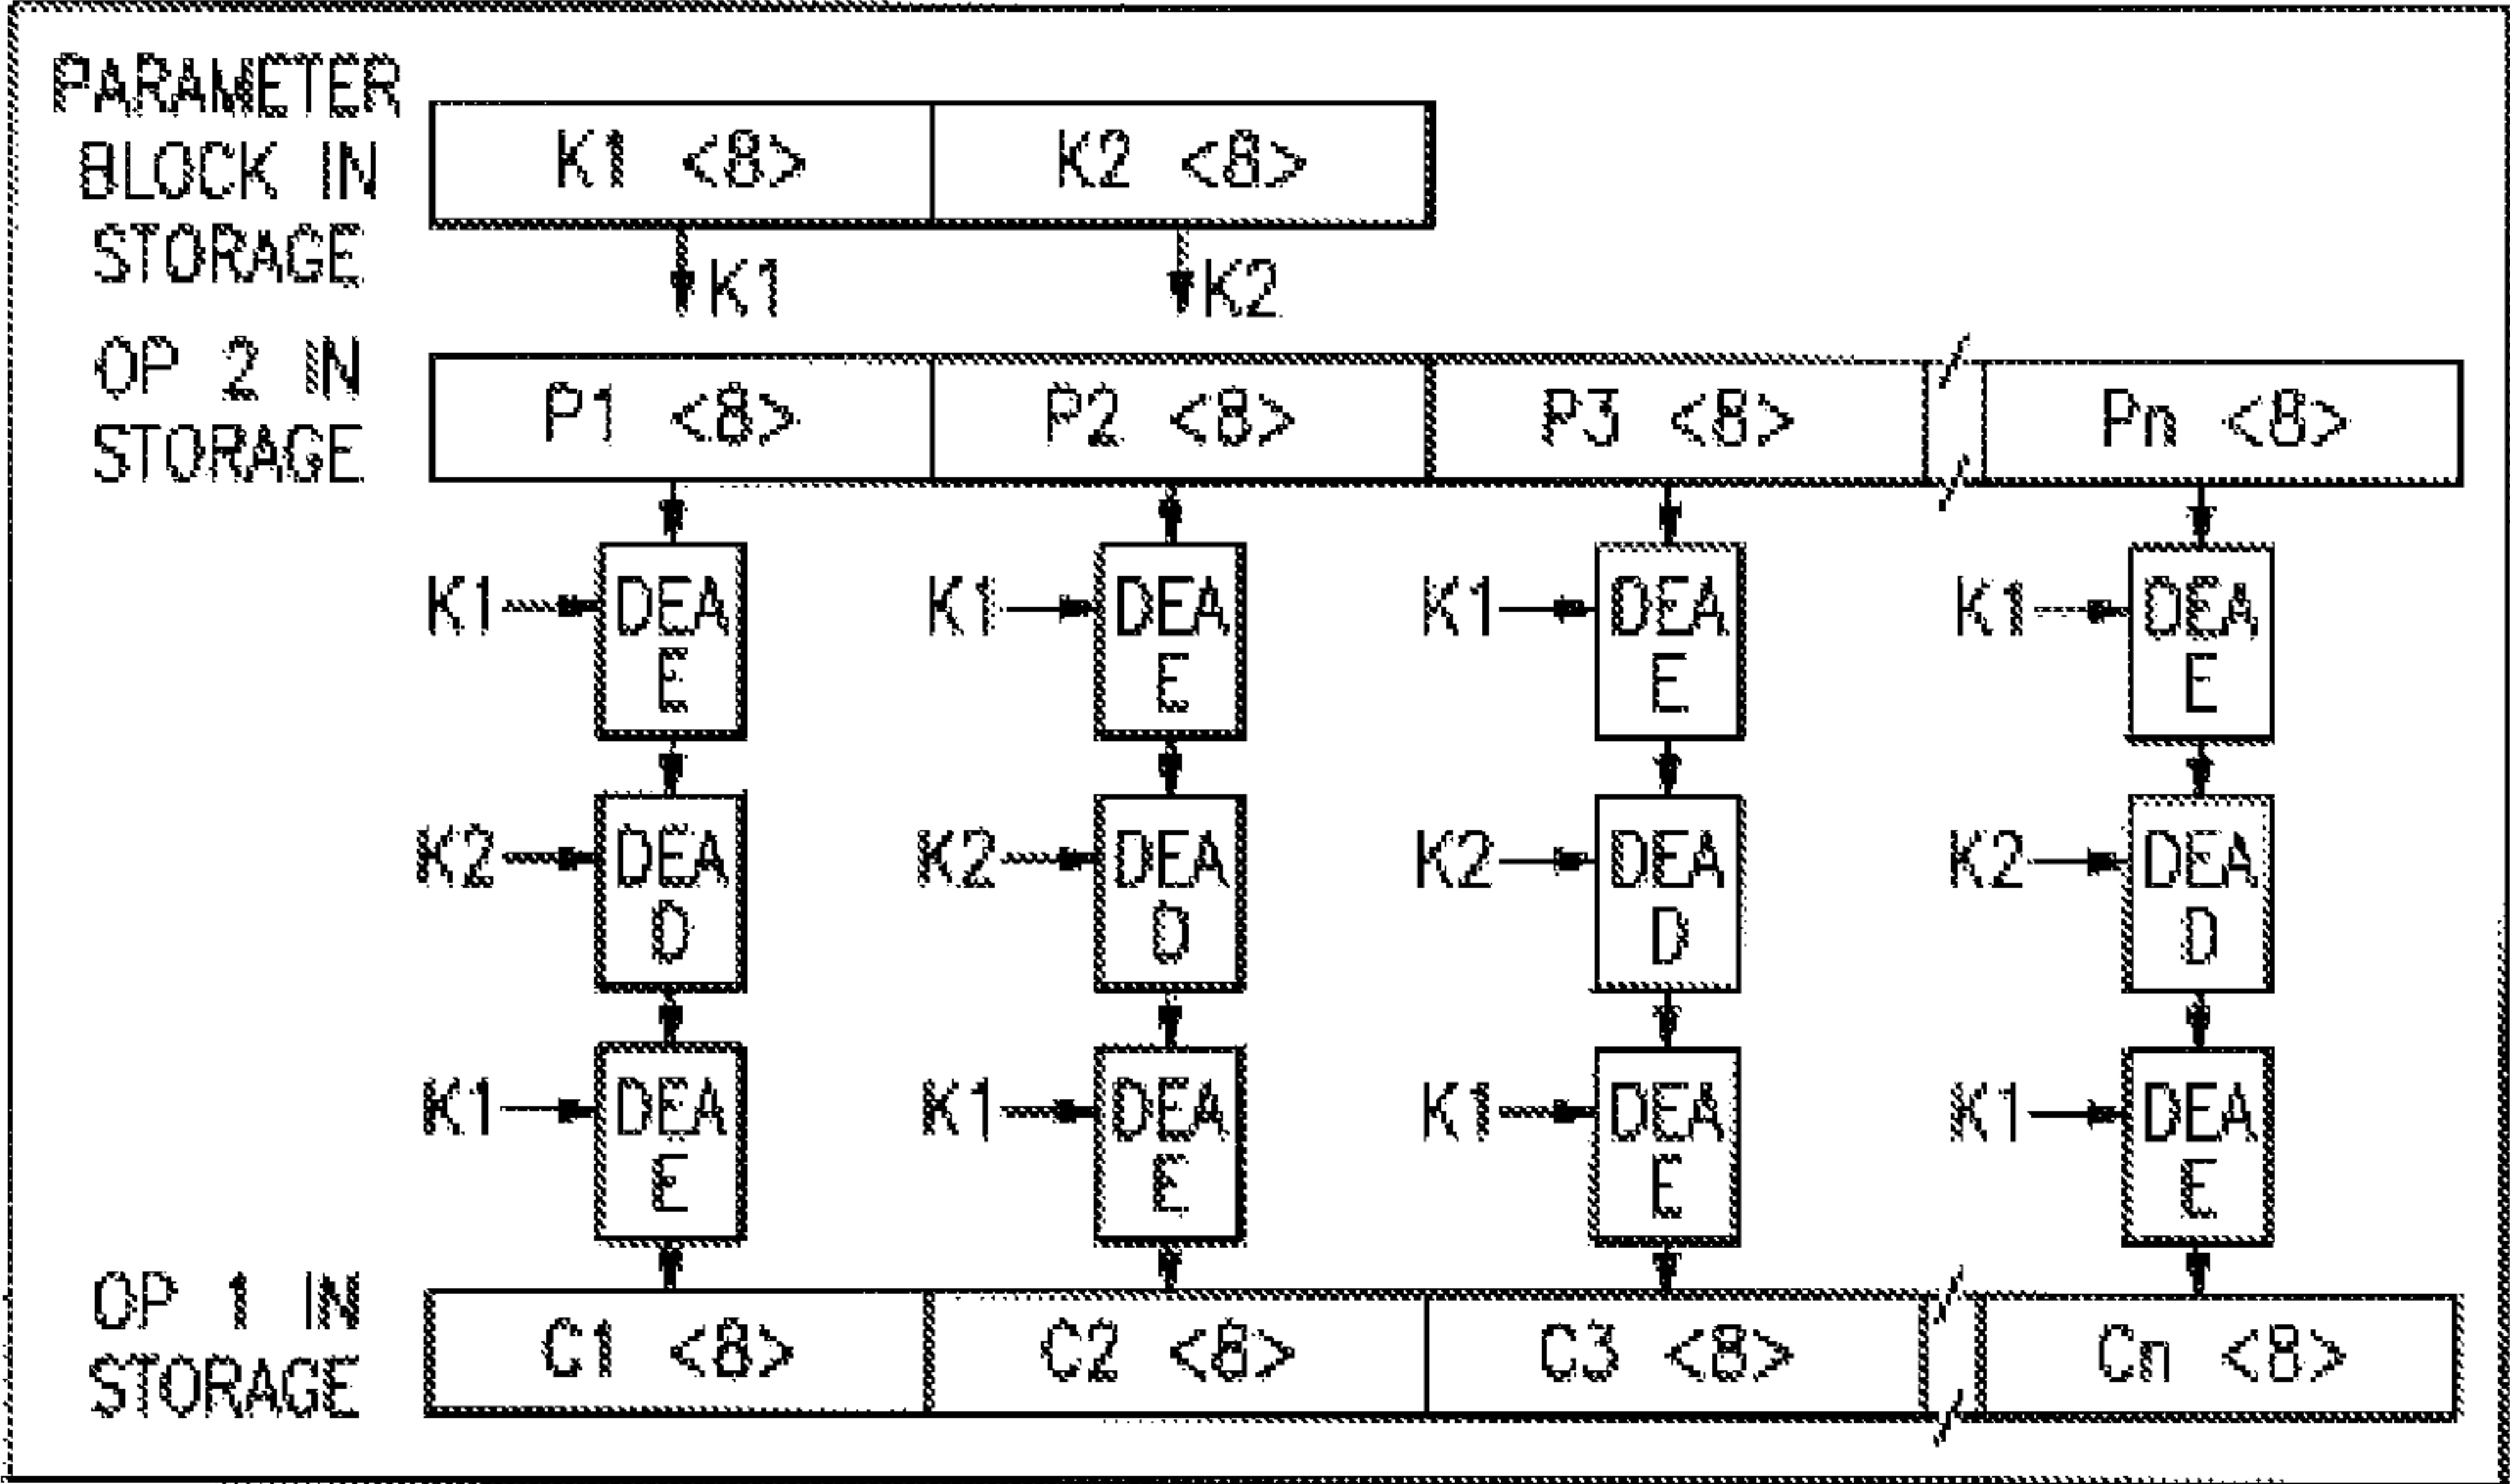 PARAMETER
BLOCK IN
STORAGE
K1 <8> K2 <8>
K1 K2
OP 2 IN
STORAGE
P1 <8> P2 <8> P3 <8> Pn <8>
K1 DEA K1 DEA K1 DEA K1 DEA
E E E E
K2 DEA K2 DEA K2 DEA K2 DEA
D D D D
K1 DEA K1 DEA K1 DEA K1 DEA
E E E E
OP 1 IN
STORAGE
C1 <8> C2 <8> C3 <8> Cn <8>